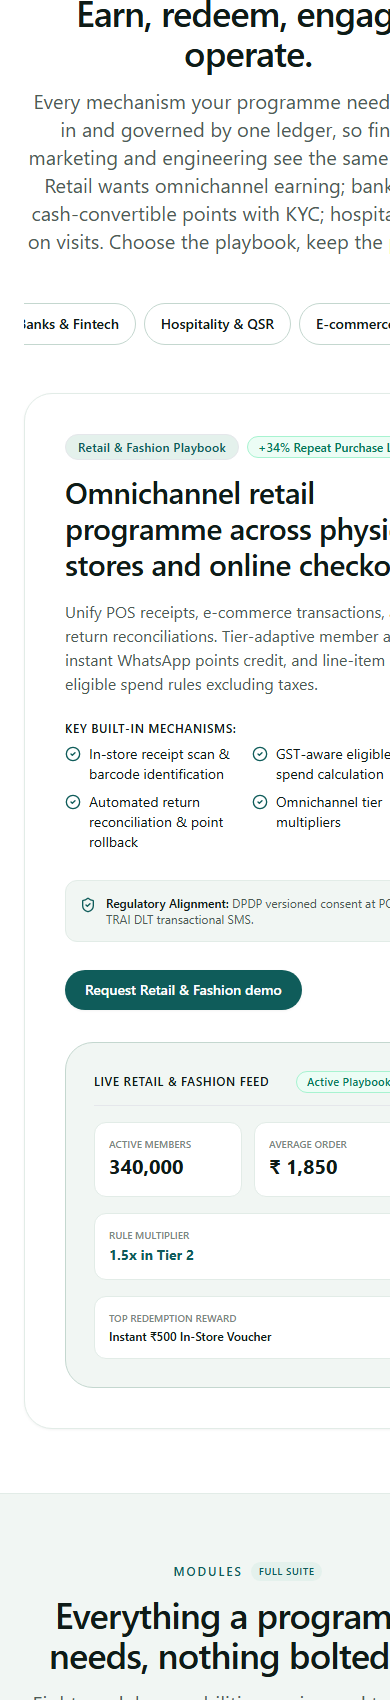 Earn, redeem, engag
operate.
Every mechanism your programme need
in and governed by one ledger, so fin
marketing and engineering see the same
Retail wants omnichannel earning; bank
cash-convertible points with KYC; hospita
on visits. Choose the playbook, keep the
Banks & Fintech
Hospitality & QSR
E-commerce
Retail & Fashion Playbook
+34% Repeat Purchase L
Omnichannel retail
programme across physi
stores and online checko
Unify POS receipts, e-commerce transactions,
return reconciliations. Tier-adaptive member a
instant WhatsApp points credit, and line-item
eligible spend rules excluding taxes.
KEY BUILT-IN MECHANISMS:
In-store receipt scan &
barcode identification
GST-aware eligible
spend calculation
Automated return
reconciliation & point
rollback
Omnichannel tier
multipliers
Regulatory Alignment: DPDP versioned consent at PO
TRAI DLT transactional SMS.
Request Retail & Fashion demo
LIVE RETAIL & FASHION FEED
Active Playbook
ACTIVE MEMBERS
340,000
AVERAGE ORDER
₹ 1,850
RULE MULTIPLIER
1.5x in Tier 2
TOP REDEMPTION REWARD
Instant ₹500 In-Store Voucher
MODULES
FULL SUITE
Everything a program
needs, nothing bolted